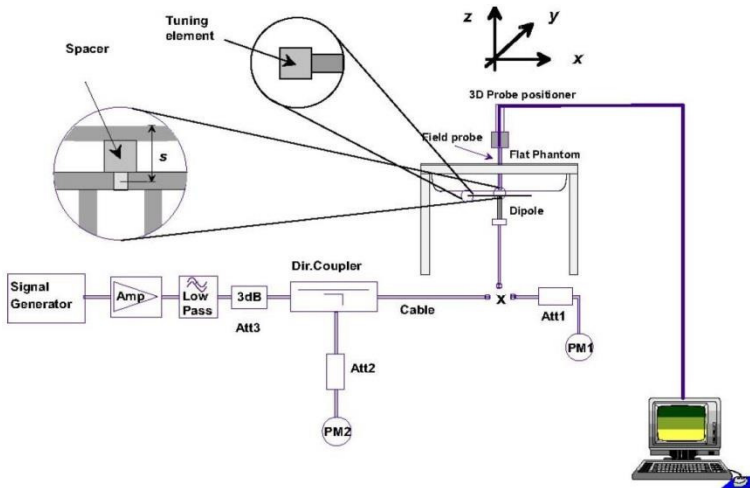 Tuning
element
Spacer
s
z
y
x
3D Probe positioner
Field probe
Flat Phantom
Dipole
Dir.Coupler
Signal
Generator
Amp
Low
Pass
3dB
Att3
Cable
x
Att1
PM1
Att2
PM2